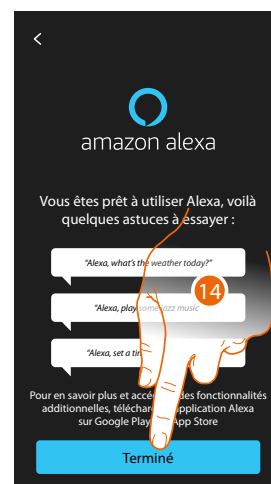 amazon alexa
Vous êtes prêt à utiliser Alexa, voilà
quelques astuces à essayer :
"Alexa, what's the weather today?"
"Alexa, play some jazz music
14
"Alexa, set a
Pour en savoir plus et des fonctionnalités
additionnelles, application Alexa
sur Google Play App Store
Terminé